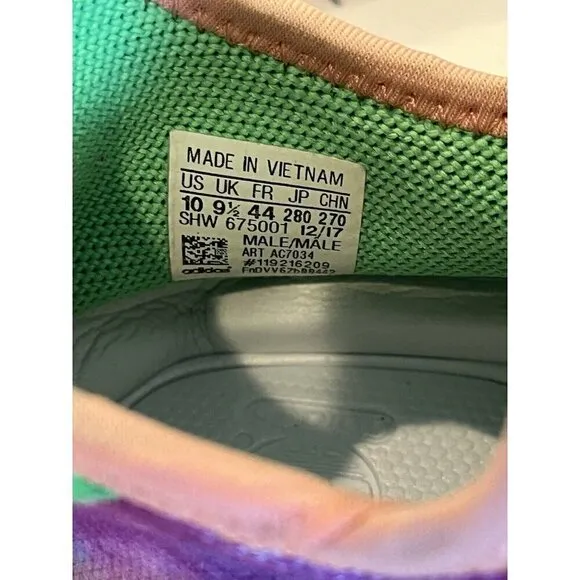 MADE IN VIETNAM
US UK FR JP CHN
10 9½ 44 280 270
SHW 675001 12/17
MALE/MALE
ART AC7034
#119216209
adidas